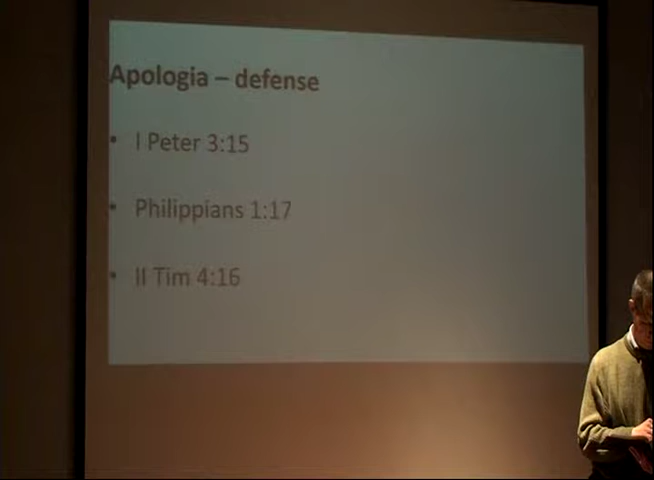 Apologia – defense
• I Peter 3:15
• Philippians 1:17
• II Tim 4:16